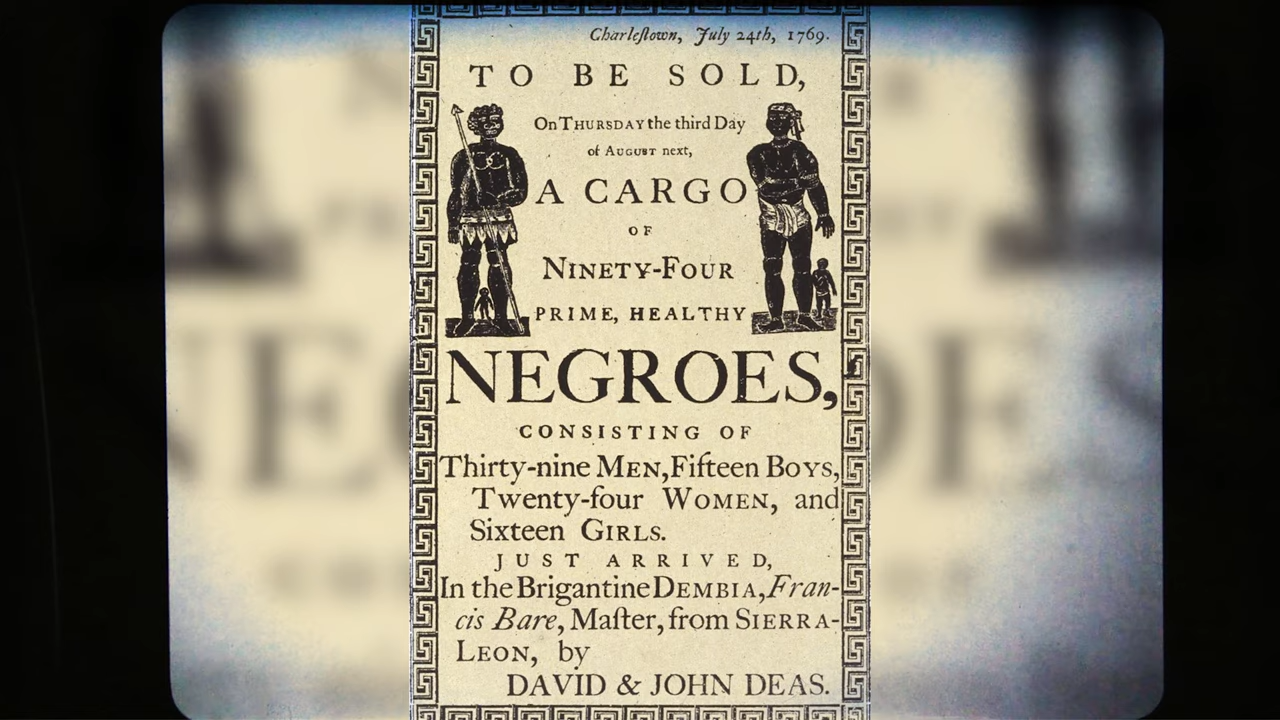 Charleſtown, July 24th, 1769.
TO BE SOLD,
On THURSDAY the third Day
of AUGUST next,
A CARGO
OF
NINETY-FOUR
PRIME, HEALTHY
NEGROES,
CONSISTING OF
Thirty-nine MEN, Fifteen BOYS,
Twenty-four WOMEN, and
Sixteen GIRLS.
JUST ARRIVED,
In the Brigantine DEMBIA, Fran-
cis Bare, Maſter, from SIERRA-
LEON, by
DAVID & JOHN DEAS.